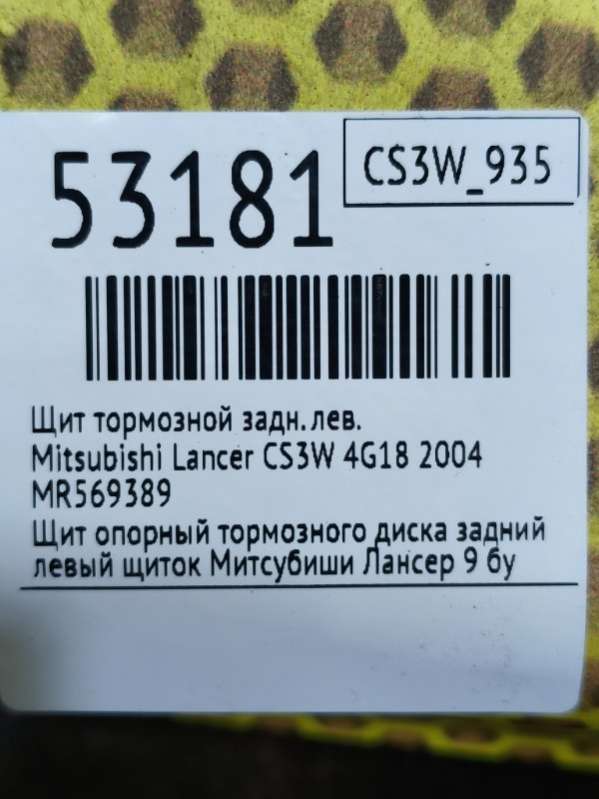 53181
CS3W_935
Щит тормозной задн. лев.
Mitsubishi Lancer CS3W 4G18 2004
MR569389
Щит опорный тормозного диска задний
левый щиток Митсубиши Лансер 9 бу